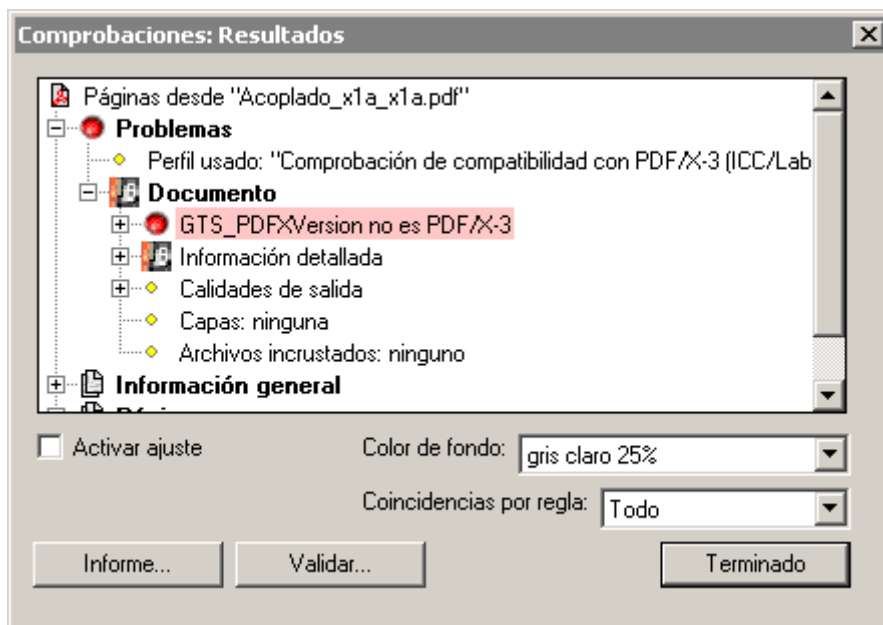 Comprobaciones: Resultados
Páginas desde "Acoplado_x1a_x1a.pdf"
Problemas
Perfil usado: "Comprobación de compatibilidad con PDF/X-3 (ICC/Lab
Documento
GTS_PDFXVersion no es PDF/X-3
Información detallada
Calidades de salida
Capas: ninguna
Archivos incrustados: ninguno
Información general
Activar ajuste
Color de fondo: gris claro 25%
Coincidencias por regla: Todo
Informe... Validar... Terminado